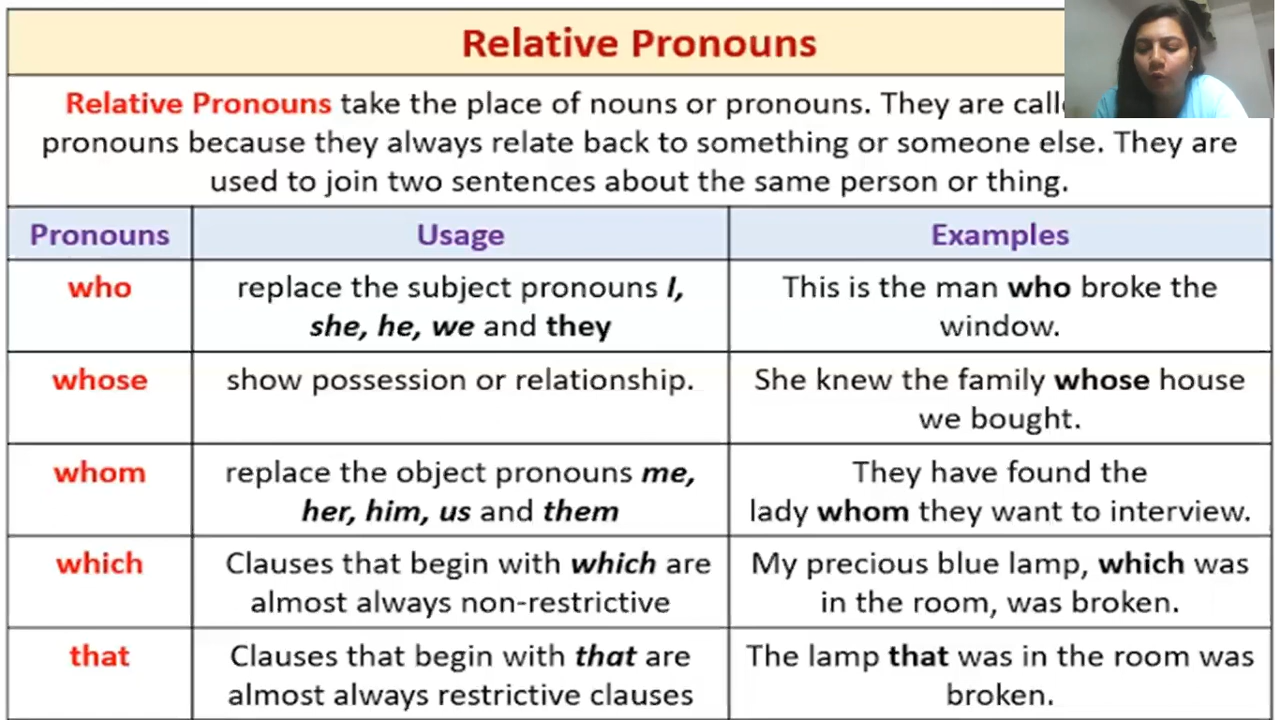 Relative Pronouns
Relative Pronouns take the place of nouns or pronouns. They are
pronouns because they always relate back to something or someone else. They are
used to join two sentences about the same person or thing.
Pronouns Usage Examples
who replace the subject pronouns I, This is the man who broke the
she, he, we and they window.
whose show possession or relationship. She knew the family whose house
we bought.
whom replace the object pronouns me, They have found the
her, him, us and them lady whom they want to interview.
which Clauses that begin with which are My precious blue lamp, which was
almost always non-restrictive in the room, was broken.
that Clauses that begin with that are The lamp that was in the room was
almost always restrictive clauses broken.